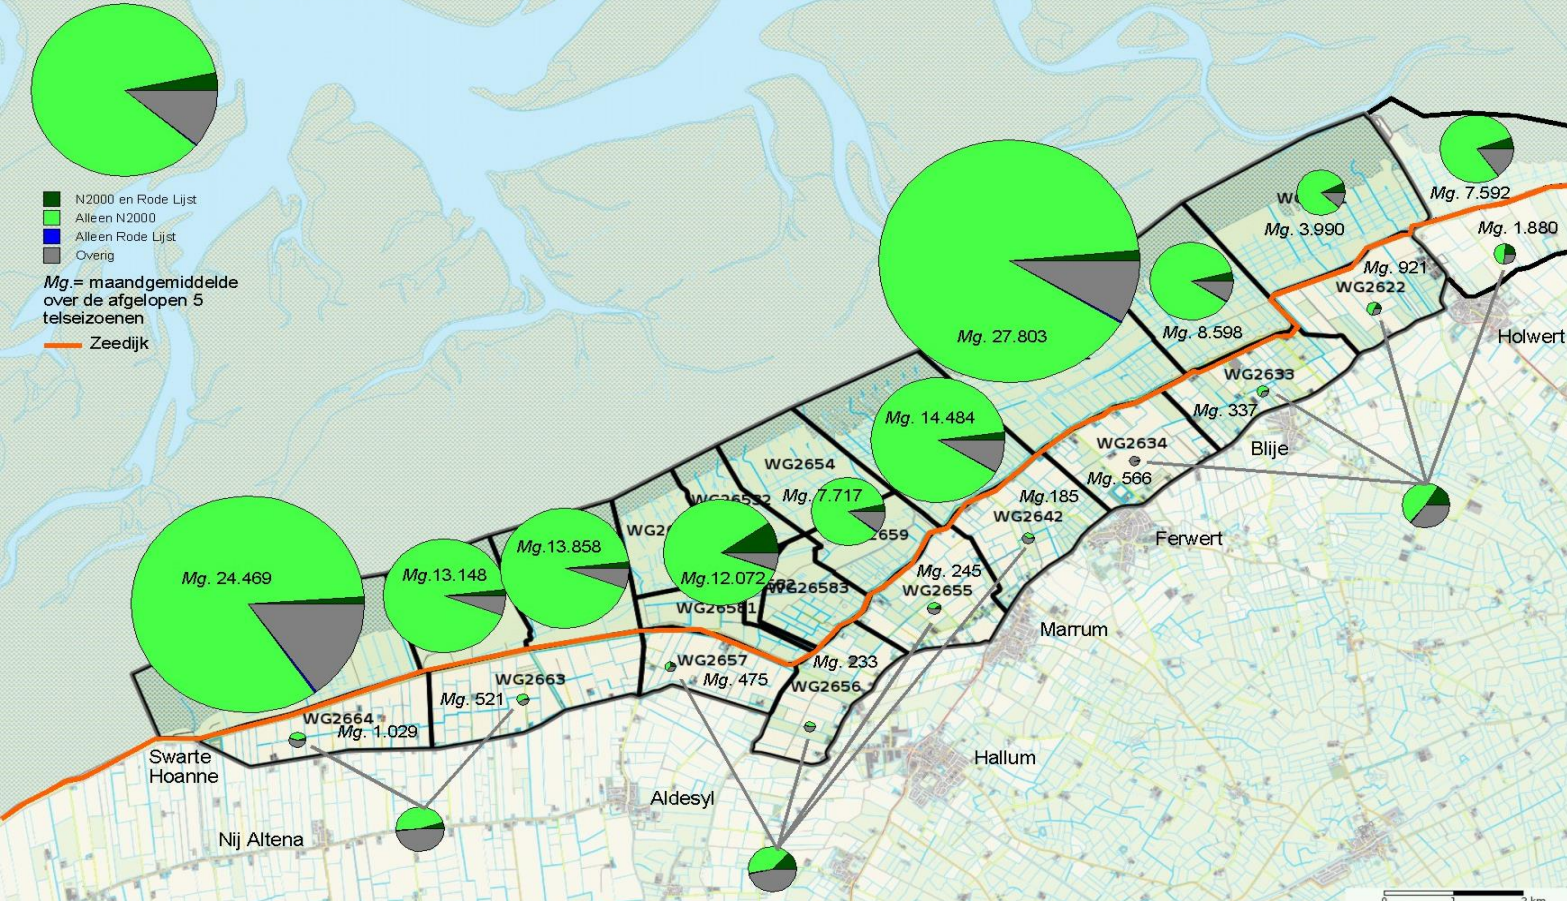 N2000 en Rode Lijst
Alleen N2000
Alleen Rode Lijst
Overig
Mg.= maandgemiddelde
over de afgelopen 5
telseizoenen
Zeedijk
Mg. 7.592
Mg. 1.880
Mg. 3.990
Mg. 921
WG2622
Holwert
Mg. 27.803
Mg. 8.598
WG2633
Mg. 337
Blije
Mg. 14.484
WG2634
Mg. 566
Ferwert
WG2654
Mg. 7.717
Mg.185
WG2642
Mg. 245
WG2655
Marrum
Mg.13.858
Mg.12.072
WG26583
WG26581
Mg. 24.469
Mg.13.148
WG2657
Mg. 475
Mg. 233
WG2656
WG2663
Mg. 521
WG2664
Mg. 1.029
Swarte
Hoanne
Nij Altena
Aldesyl
Hallum